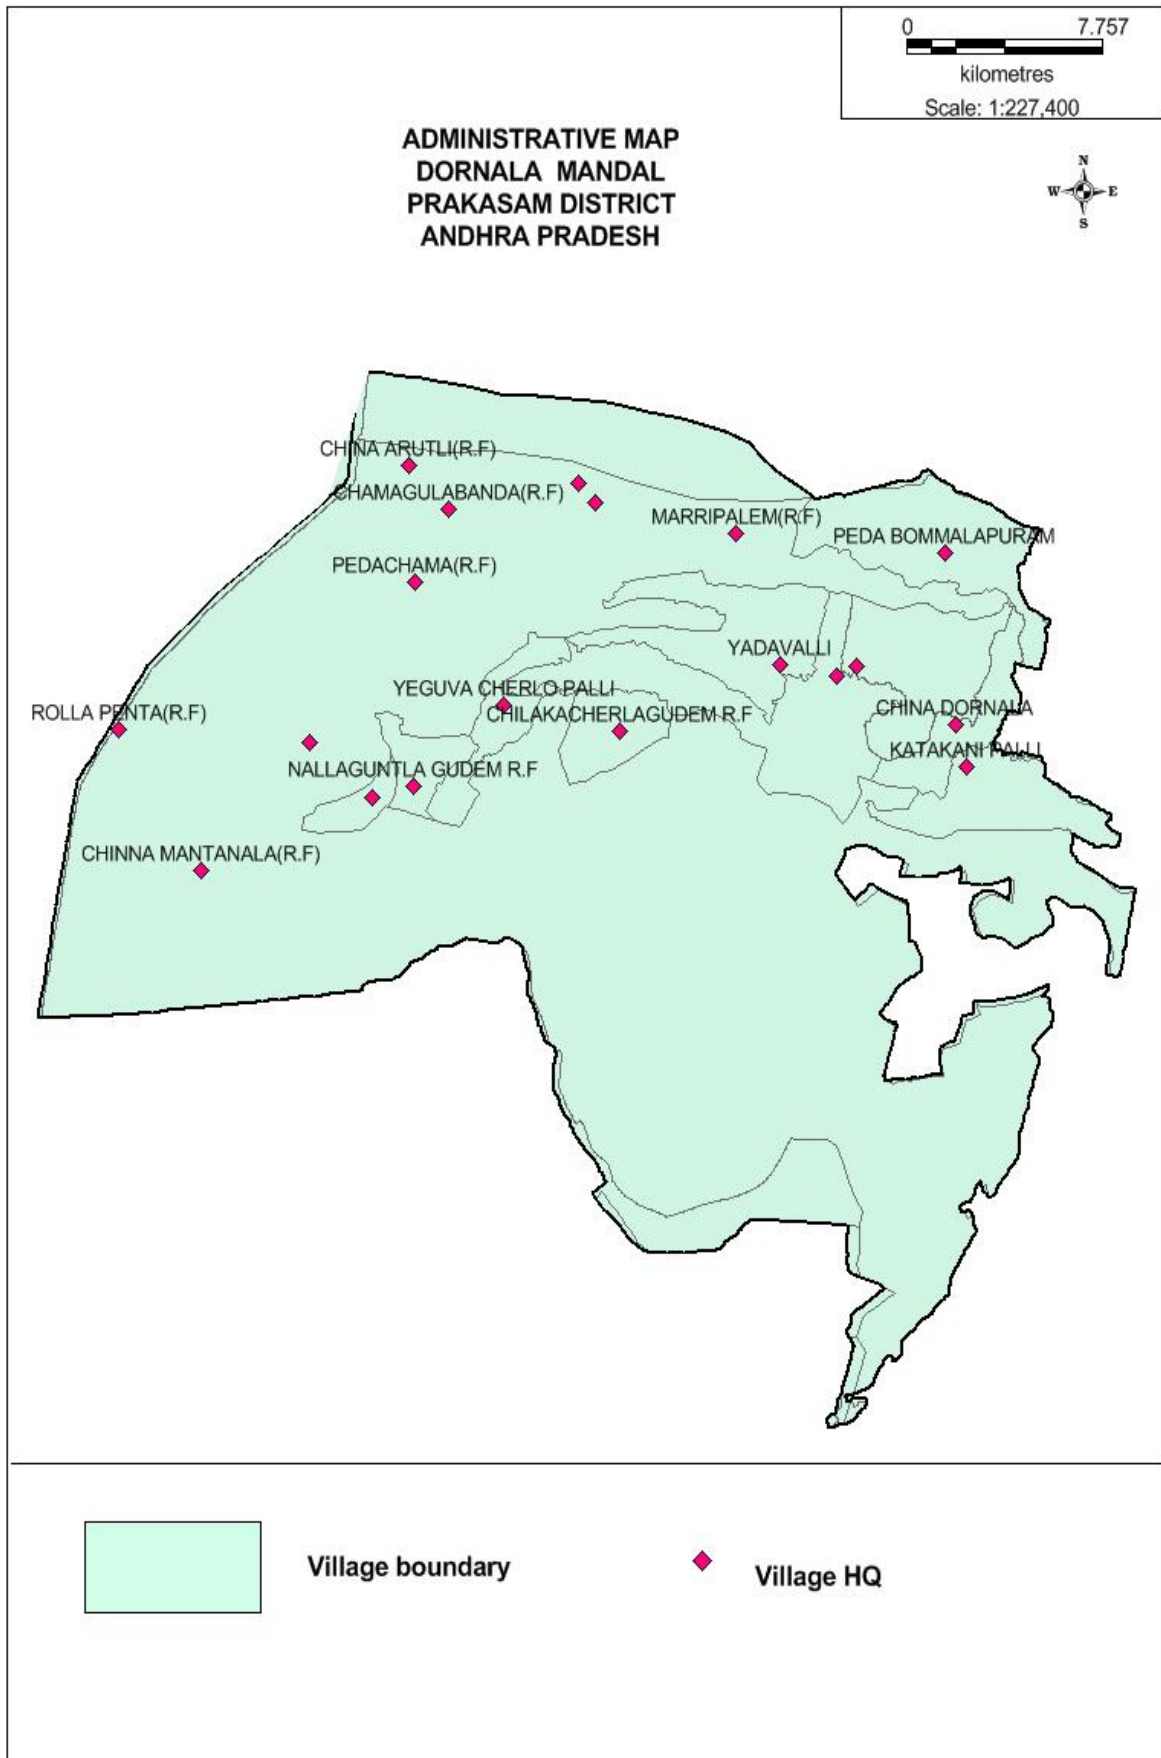 0 7.757
kilometres
Scale: 1:227,400
ADMINISTRATIVE MAP
DORNALA MANDAL
PRAKASAM DISTRICT
ANDHRA PRADESH
N
W E
S
CHINA ARUTLI(R.F)
CHAMAGULABANDA(R.F)
MARRIPALEM(R.F)
PEDA BOMMALAPURAM
PEDACHAMA(R.F)
YADAVALLI
YEGUVA CHERLO PALLI
ROLLA PENTA(R.F)
CHILAKACHERLAGUDEM R.F
CHINA DORNALA
KATAKANI PALLI
NALLAGUNTLA GUDEM R.F
CHINNA MANTANALA(R.F)
Village boundary
Village HQ